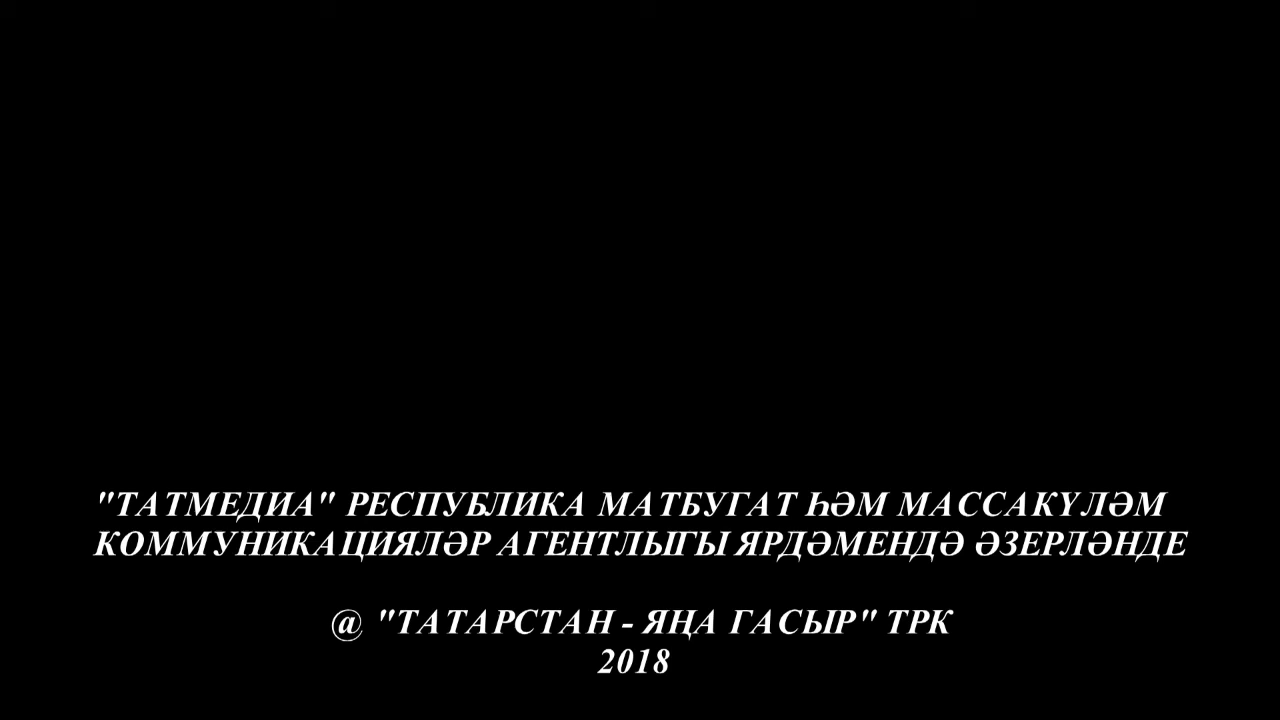 "ТАТМЕДИА" РЕСПУБЛИКА МАТБУГАТ ҺӘМ МАССАКҮЛӘМ
КОММУНИКАЦИЯЛӘР АГЕНТЛЫГЫ ЯРДӘМЕНДӘ ӘЗЕРЛӘНДЕ
@ "ТАТАРСТАН - ЯҢА ГАСЫР" ТРК
2018